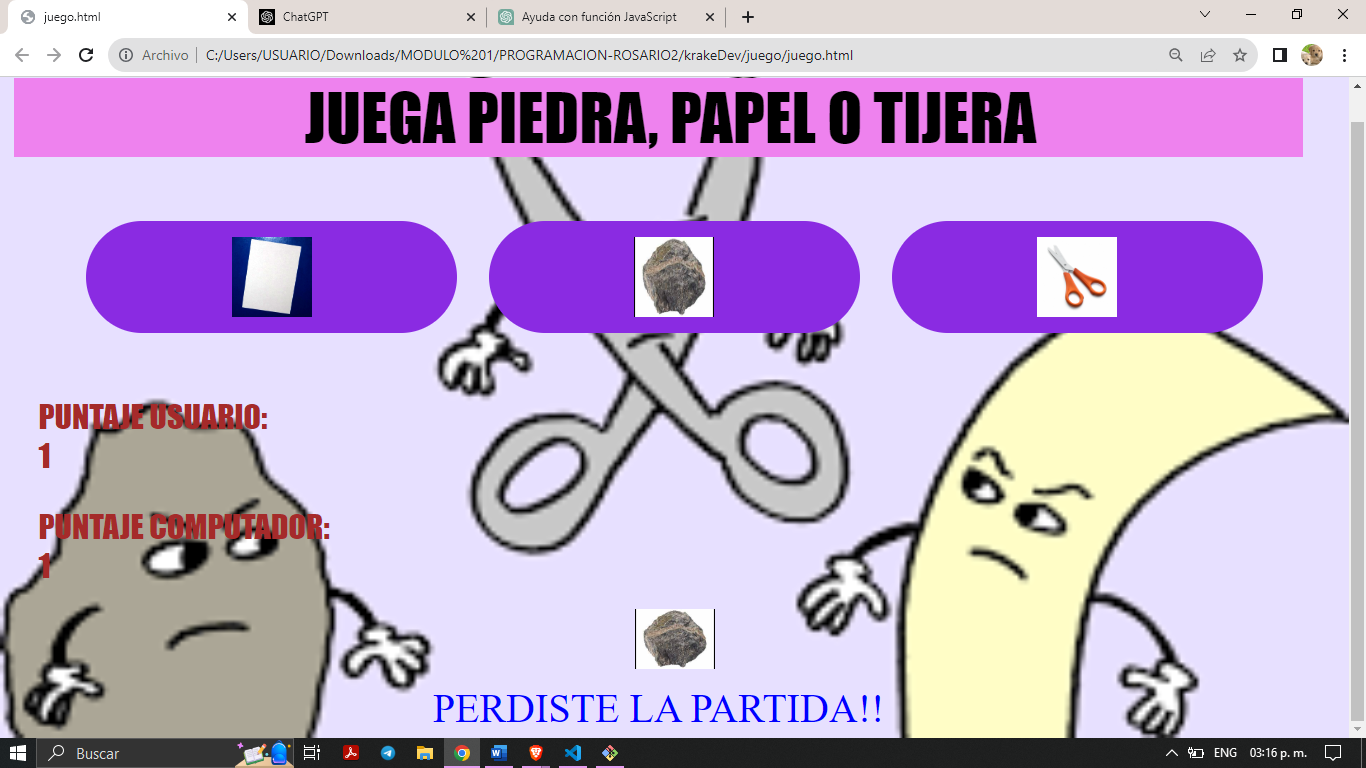 juego.html
ChatGPT
Ayuda con función JavaScript
Archivo
C:/Users/USUARIO/Downloads/MODULO%201/PROGRAMACION-ROSARIO2/krakeDev/juego/juego.html
JUEGA PIEDRA, PAPEL O TIJERA
PUNTAJE USUARIO:
1
PUNTAJE COMPUTADOR:
1
PERDISTE LA PARTIDA!!
Buscar
ENG
03:16 p. m.